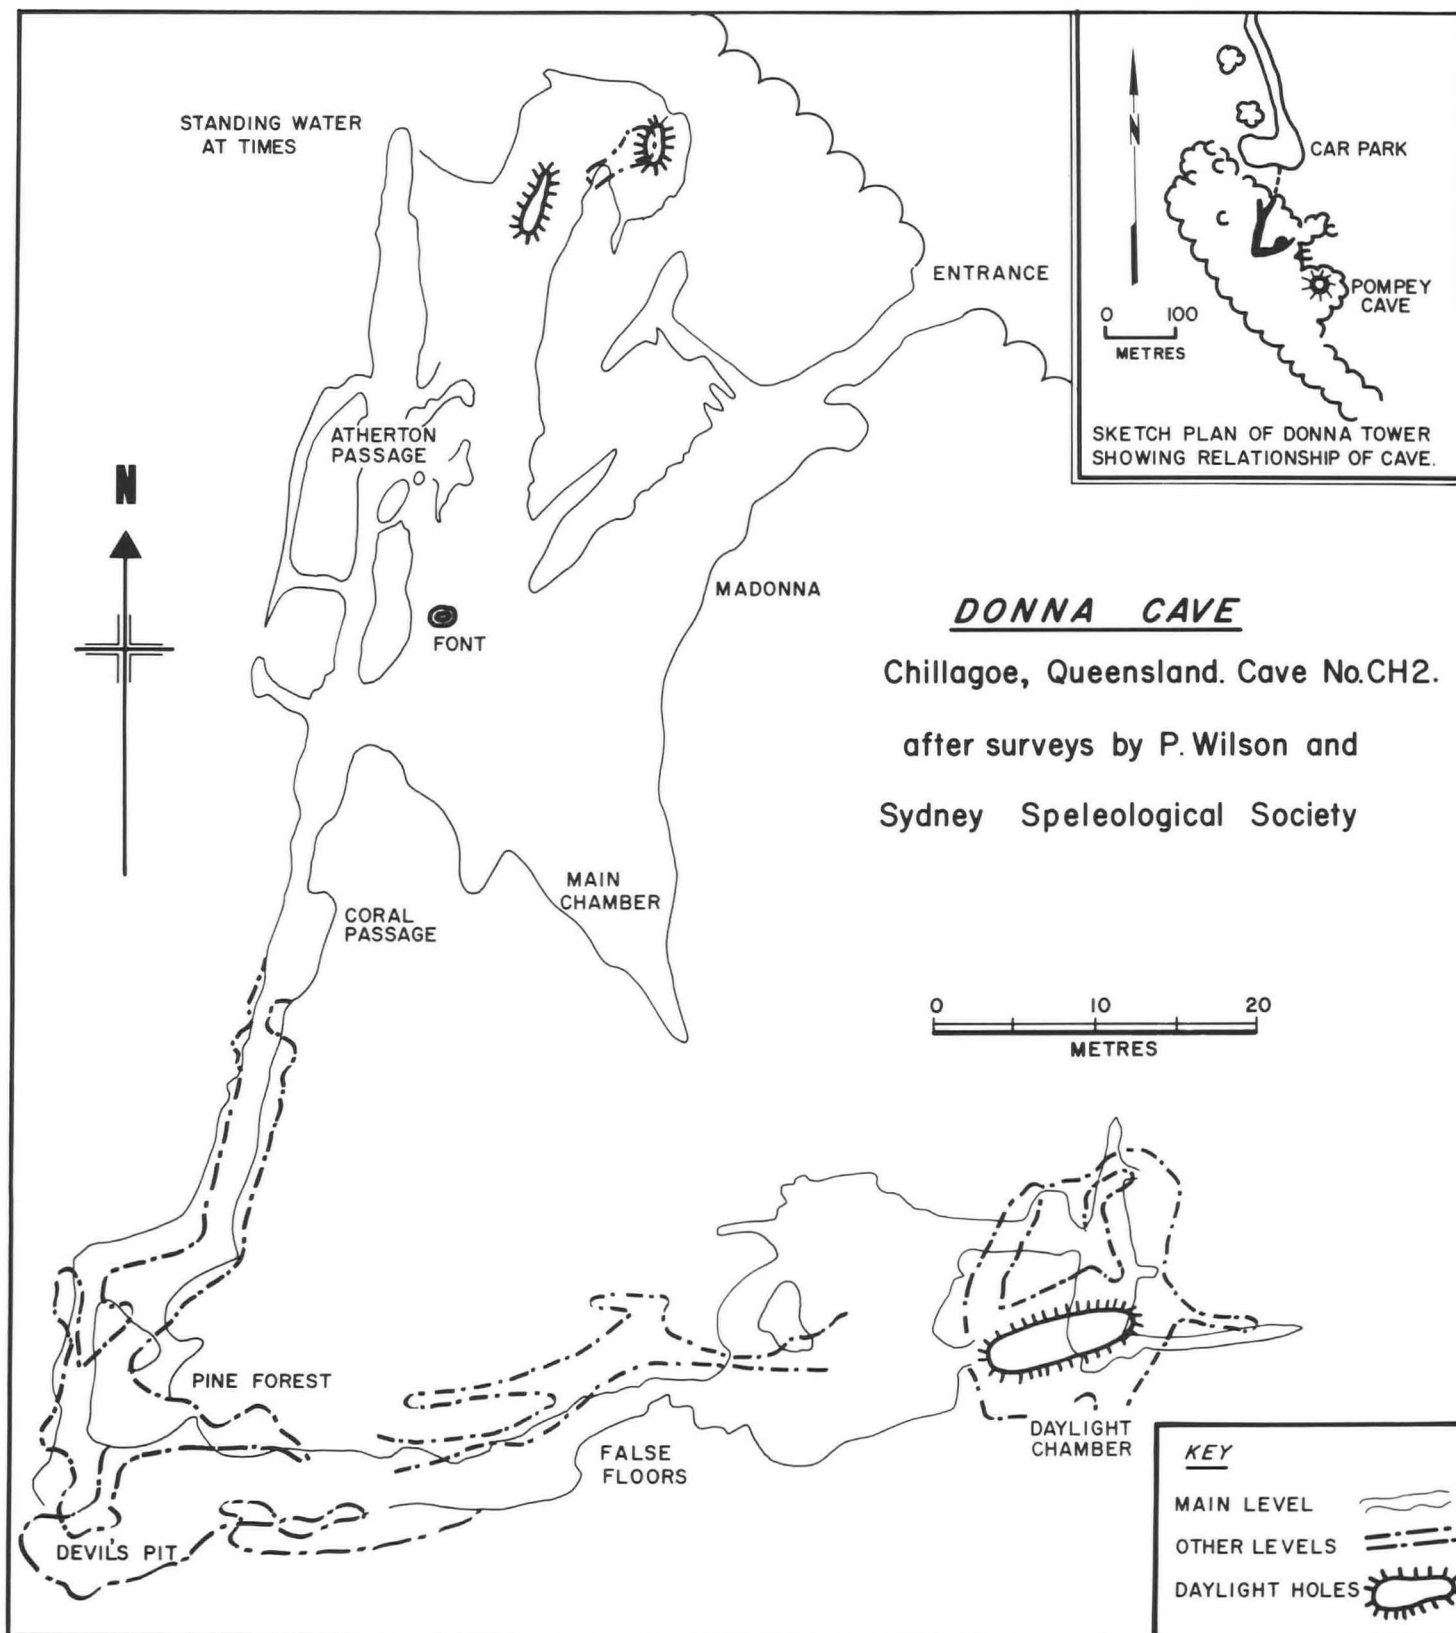 STANDING WATER
AT TIMES
N
CAR PARK
C
POMPEY
CAVE
0 100
METRES
SKETCH PLAN OF DONNA TOWER
SHOWING RELATIONSHIP OF CAVE.
ENTRANCE
ATHERTON
PASSAGE
N
MADONNA
FONT
DONNA CAVE
Chillagoe, Queensland. Cave No.CH2.
after surveys by P. Wilson and
Sydney Speleological Society
MAIN
CHAMBER
CORAL
PASSAGE
0 10 20
METRES
PINE FOREST
FALSE
FLOORS
DAYLIGHT
CHAMBER
DEVIL'S PIT
KEY
MAIN LEVEL
OTHER LEVELS
DAYLIGHT HOLES